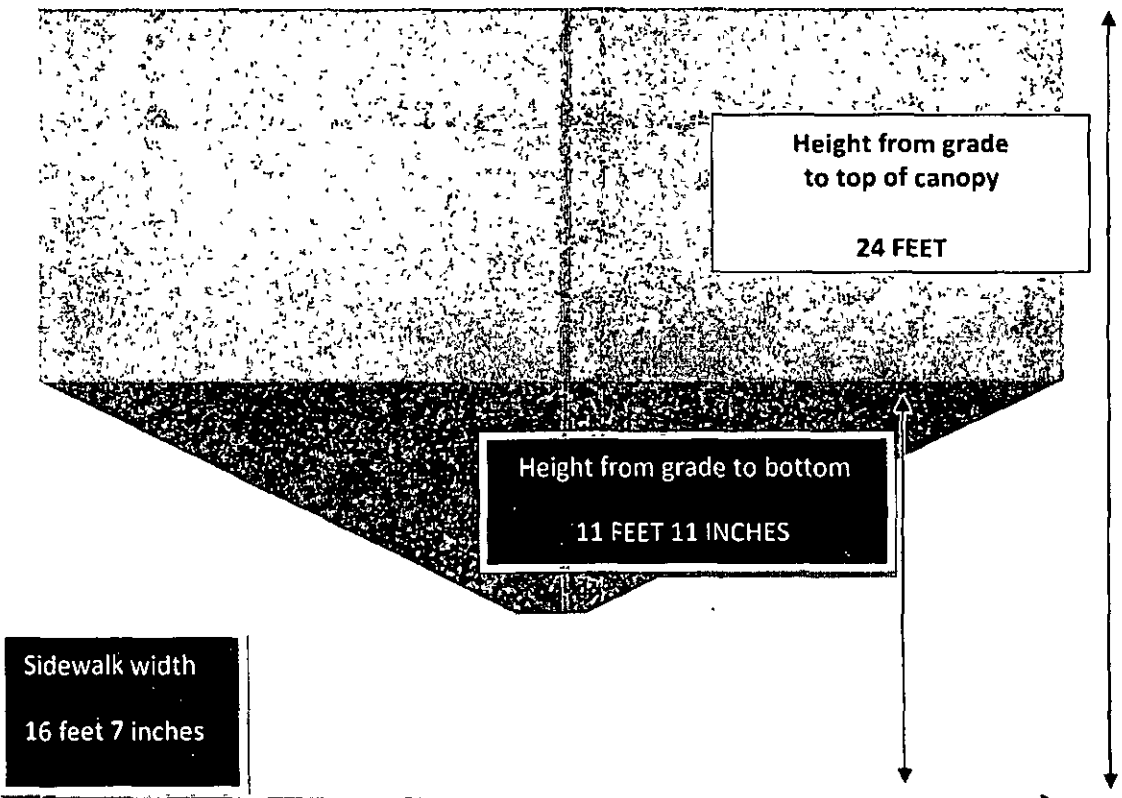 Height from grade
to top of canopy
24 FEET
Height from grade to bottom
11 FEET 11 INCHES
Sidewalk width
16 feet 7 inches